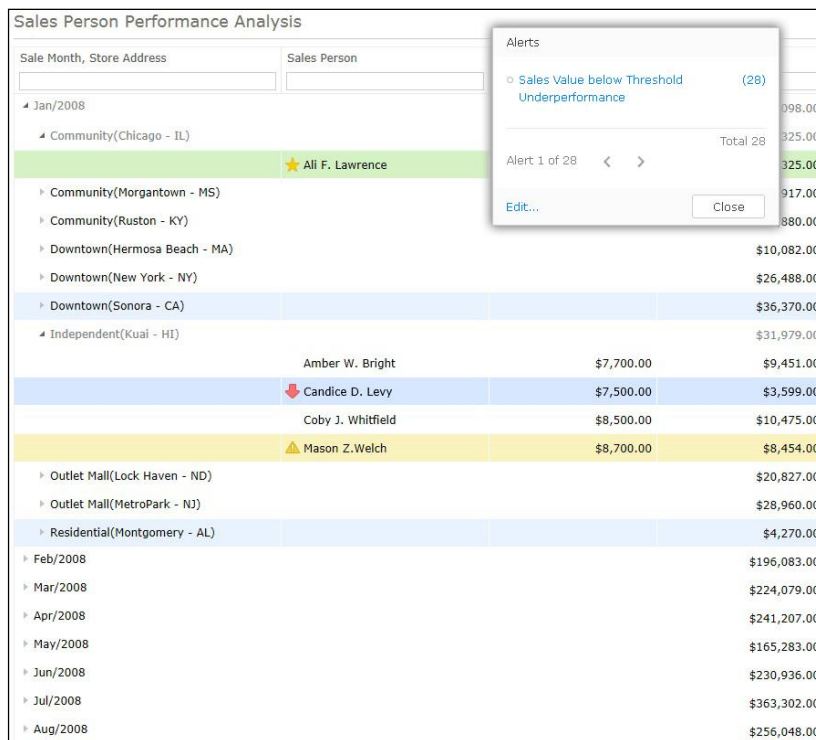 Sales Person Performance Analysis
Sale Month, Store Address Sales Person
Alerts
Sales Value below Threshold (28)
Underperformance
Total 28
Alert 1 of 28
Edit... Close
Jan/2008 098.00
Community(Chicago - IL) 325.00
Ali F. Lawrence 325.00
Community(Morgantown - MS) 917.00
Community(Ruston - KY) 880.00
Downtown(Hermosa Beach - MA) $10,082.00
Downtown(New York - NY) $26,488.00
Downtown(Sonora - CA) $36,370.00
Independent(Kuai - HI) $31,979.00
Amber W. Bright $7,700.00 $9,451.00
Candice D. Levy $7,500.00 $3,599.00
Coby J. Whitfield $8,500.00 $10,475.00
Mason Z.Welch $8,700.00 $8,454.00
Outlet Mall(Lock Haven - ND) $20,827.00
Outlet Mall(MetroPark - NJ) $28,960.00
Residential(Montgomery - AL) $4,270.00
Feb/2008 $196,083.00
Mar/2008 $224,079.00
Apr/2008 $241,207.00
May/2008 $165,283.00
Jun/2008 $230,936.00
Jul/2008 $363,302.00
Aug/2008 $256,048.00